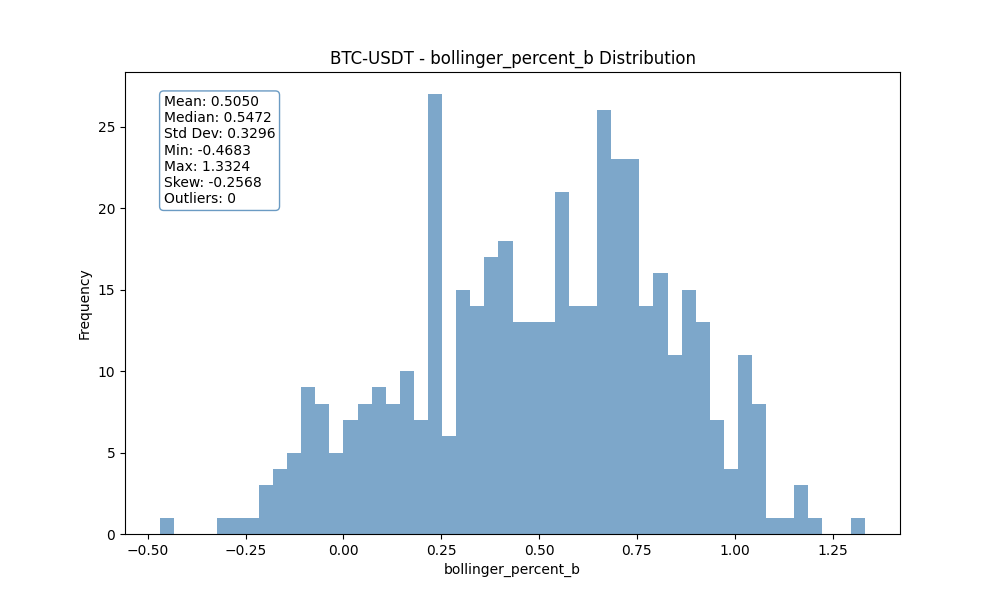 BTC-USDT - bollinger_percent_b Distribution
Mean: 0.5050
Median: 0.5472
Std Dev: 0.3296
Min: -0.4683
Max: 1.3324
Skew: -0.2568
Outliers: 0
Frequency
25
20
15
10
5
0
−0.50
−0.25
0.00
0.25
0.50
0.75
1.00
1.25
bollinger_percent_b